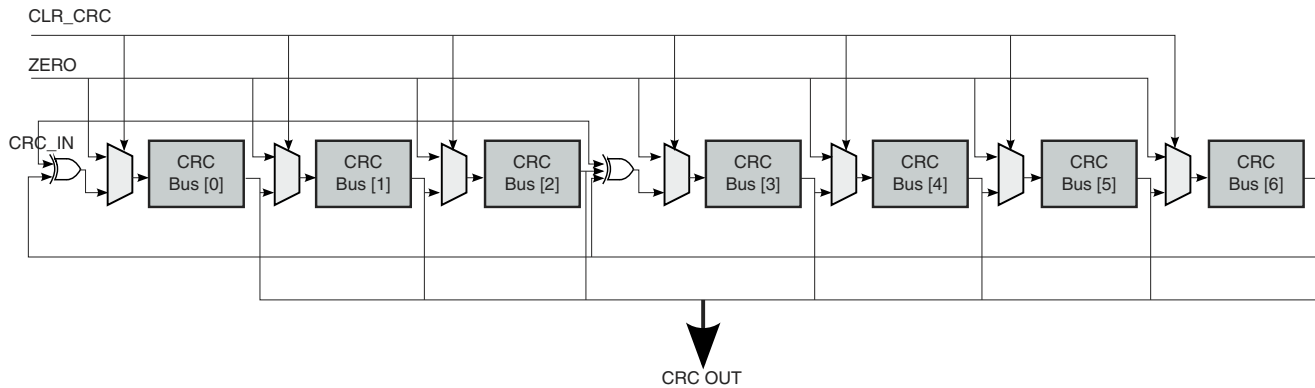 CLR_CRC
ZERO
CRC_IN
CRC
Bus [0]
CRC
Bus [1]
CRC
Bus [2]
CRC
Bus [3]
CRC
Bus [4]
CRC
Bus [5]
CRC
Bus [6]
CRC OUT